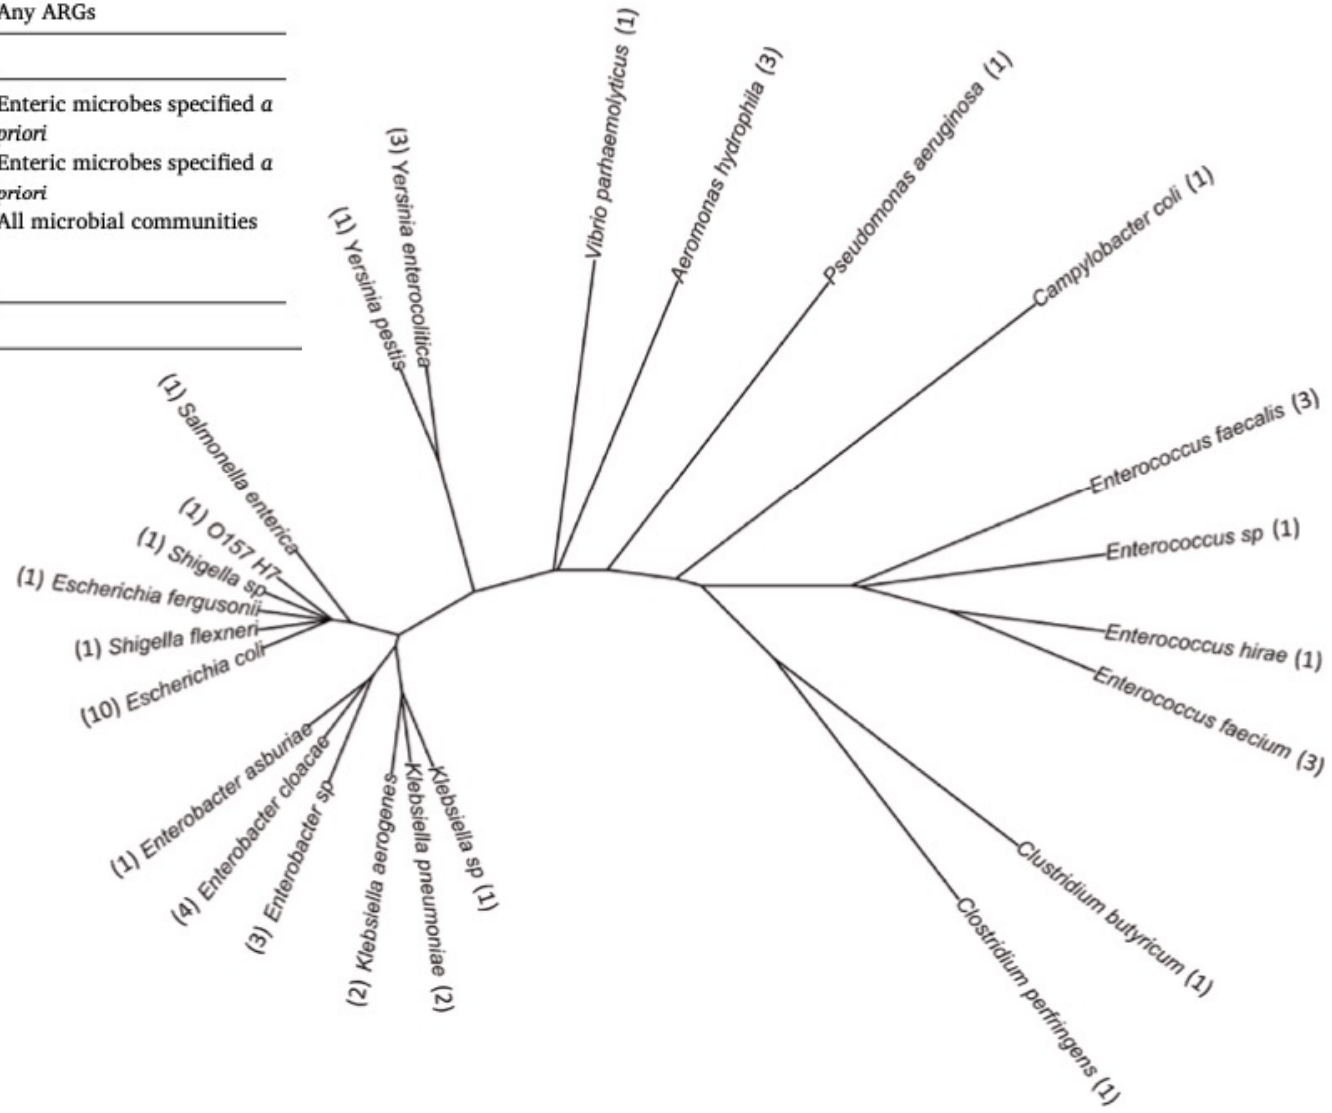 Any ARGs
Enteric microbes specified a
priori
Enteric microbes specified a
priori
All microbial communities
Vibrio parhaemolyticus (1)
Aeromonas hydrophila (3)
Pseudomonas aeruginosa (1)
Campylobacter coli (1)
Enterococcus faecalis (3)
Enterococcus sp (1)
Enterococcus hirae (1)
Enterococcus faecium (3)
Clustridium butyricum (1)
Clostridium perfringens (1)
Klebsiella sp (1)
Klebsiella pneumoniae (2)
(2) Klebsiella aerogenes
(3) Enterobacter sp
(4) Enterobacter cloacae
(1) Enterobacter asburiae
(10) Escherichia coli
(1) Shigella flexneri
(1) Escherichia fergusonii
(1) Shigella sp
(1) O157 H7
(1) Salmonella enterica
(1) Yersinia pestis
(3) Yersinia enterocolitica